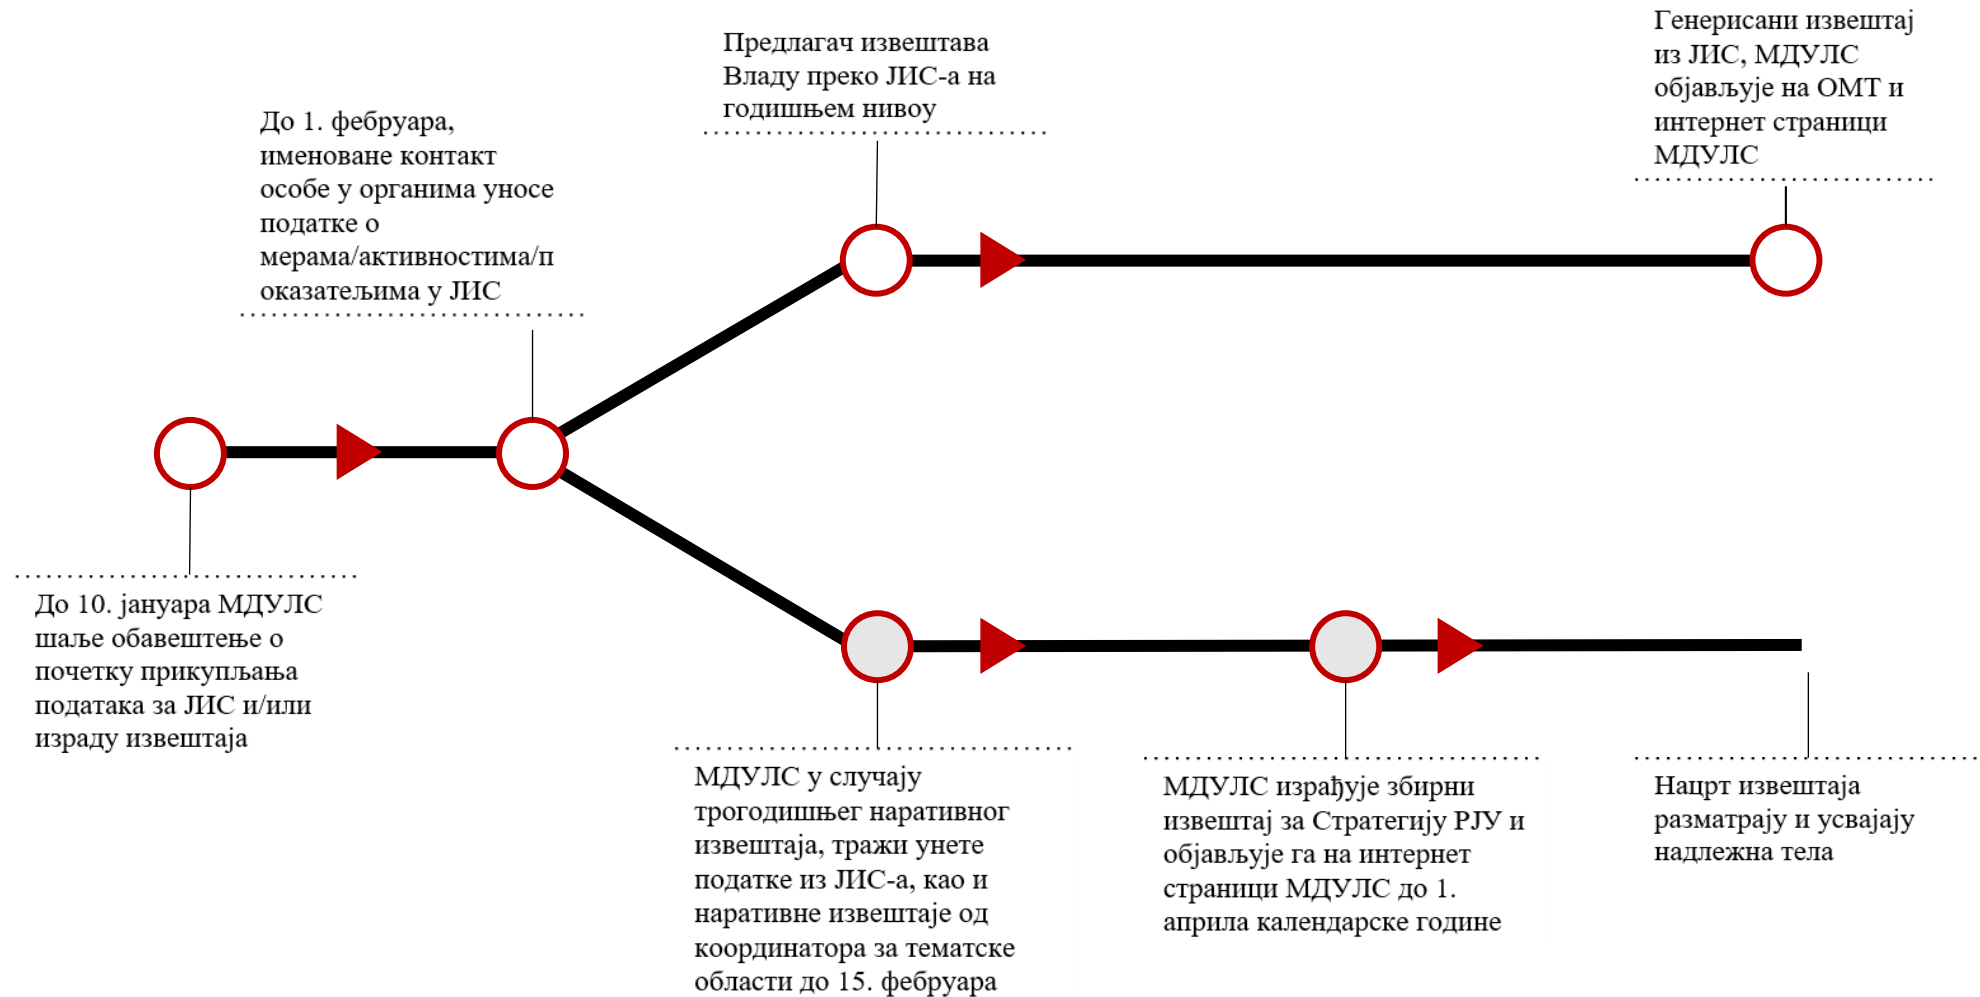 До 10. јануара МДУЛС
шаље обавештење о
почетку прикупљања
података за ЈИС и/или
израду извештаја
До 1. фебруара,
именоване контакт
особе у органима уносе
податке о
мерама/активностима/п
оказатељима у ЈИС
Предлагач извештава
Владу преко ЈИС-а на
годишњем нивоу
Генерисани извештај
из ЈИС, МДУЛС
објављује на ОМТ и
интернет страници
МДУЛС
МДУЛС у случају
трогодишњег наративног
извештаја, тражи унете
податке из ЈИС-а, као и
наративне извештаје од
координатора за тематске
области до 15. фебруара
МДУЛС израђује збирни
извештај за Стратегију РЈУ и
објављује га на интернет
страници МДУЛС до 1.
априла календарске године
Нацрт извештаја
разматрају и усвајају
надлежна тела